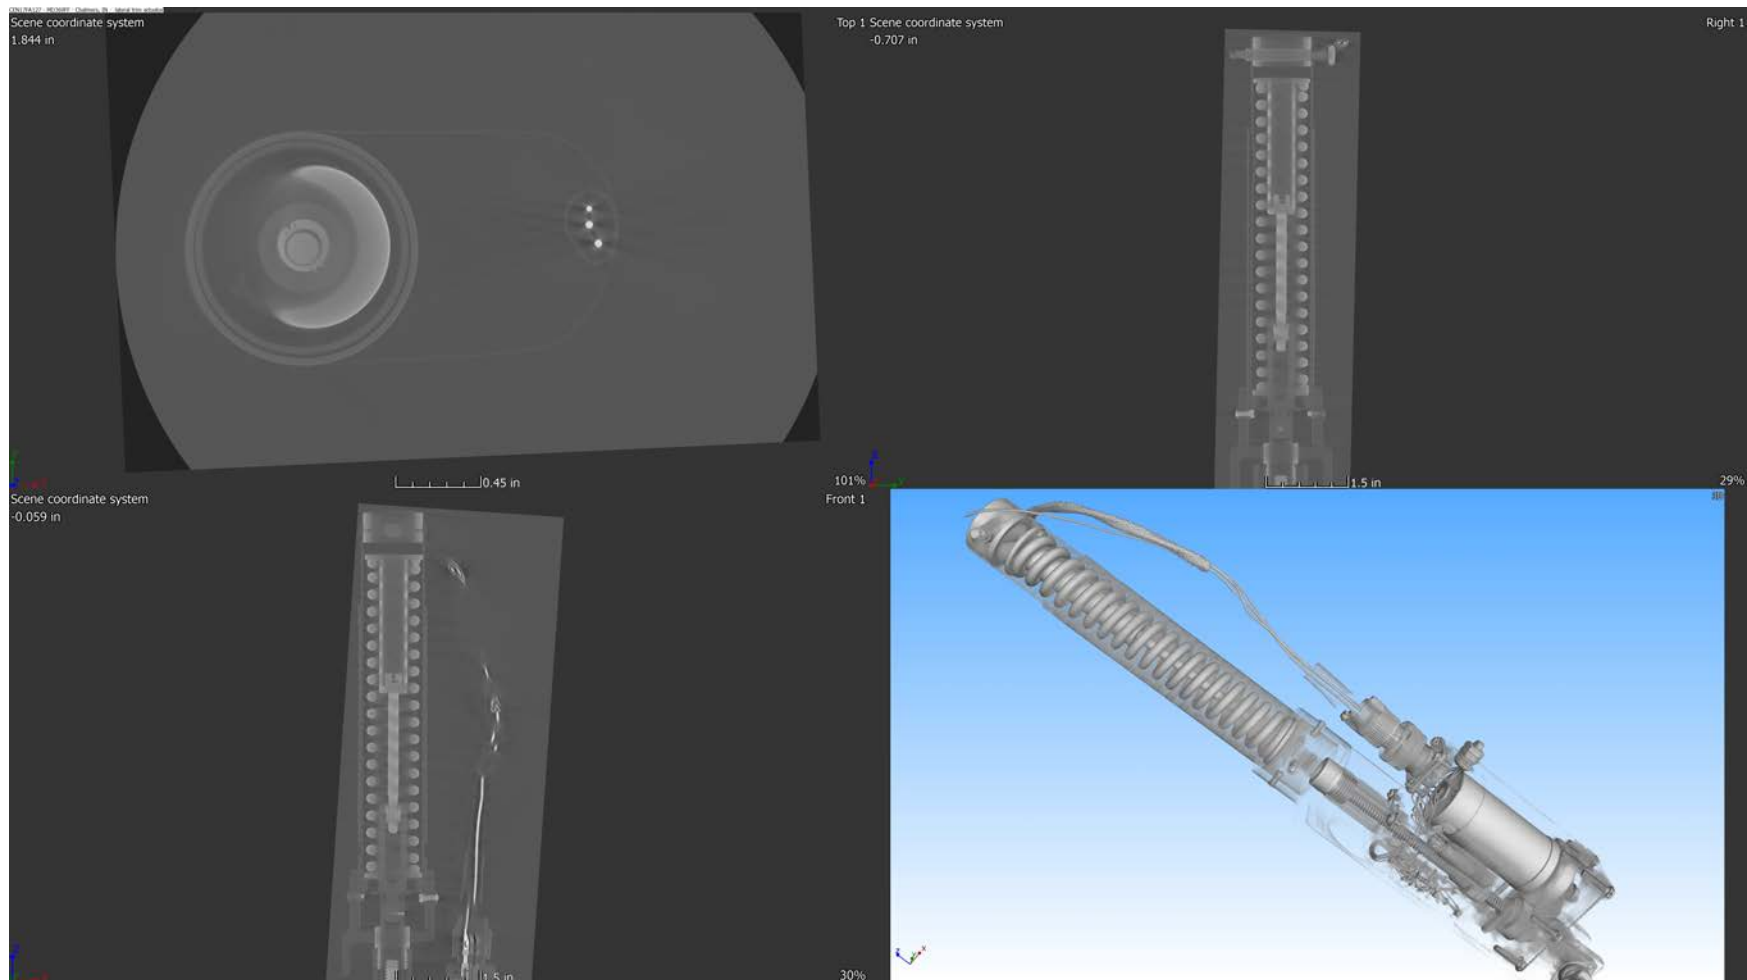 Scene coordinate system
1.844 in
Top 1
Scene coordinate system
-0.707 in
Right 1
0.45 in
101%
1.5 in
29%
Scene coordinate system
-0.059 in
Front 1
3D
1.5 in
30%